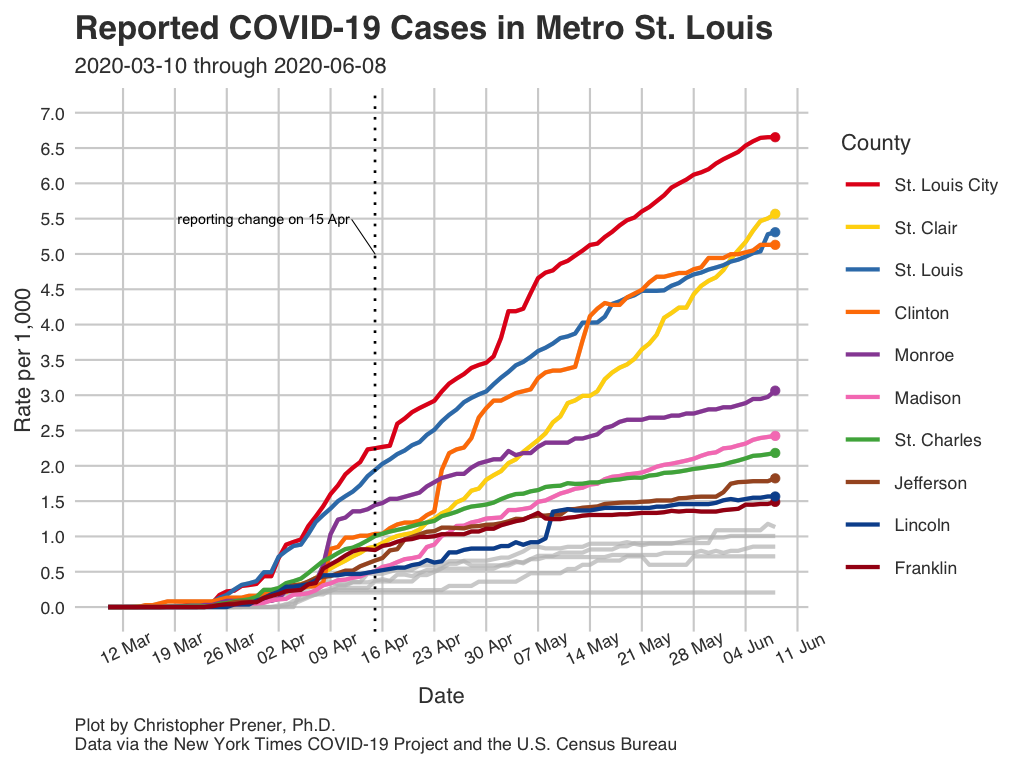 Reported COVID-19 Cases in Metro St. Louis
2020-03-10 through 2020-06-08
7.0
6.5
6.0
5.5
5.0
4.5
4.0
3.5
3.0
2.5
2.0
1.5
1.0
0.5
0.0
Rate per 1,000
reporting change on 15 Apr
12 Mar
19 Mar
26 Mar
02 Apr
09 Apr
16 Apr
23 Apr
30 Apr
07 May
14 May
21 May
28 May
04 Jun
11 Jun
Date
County
St. Louis City
St. Clair
St. Louis
Clinton
Monroe
Madison
St. Charles
Jefferson
Lincoln
Franklin
Plot by Christopher Prener, Ph.D.
Data via the New York Times COVID-19 Project and the U.S. Census Bureau